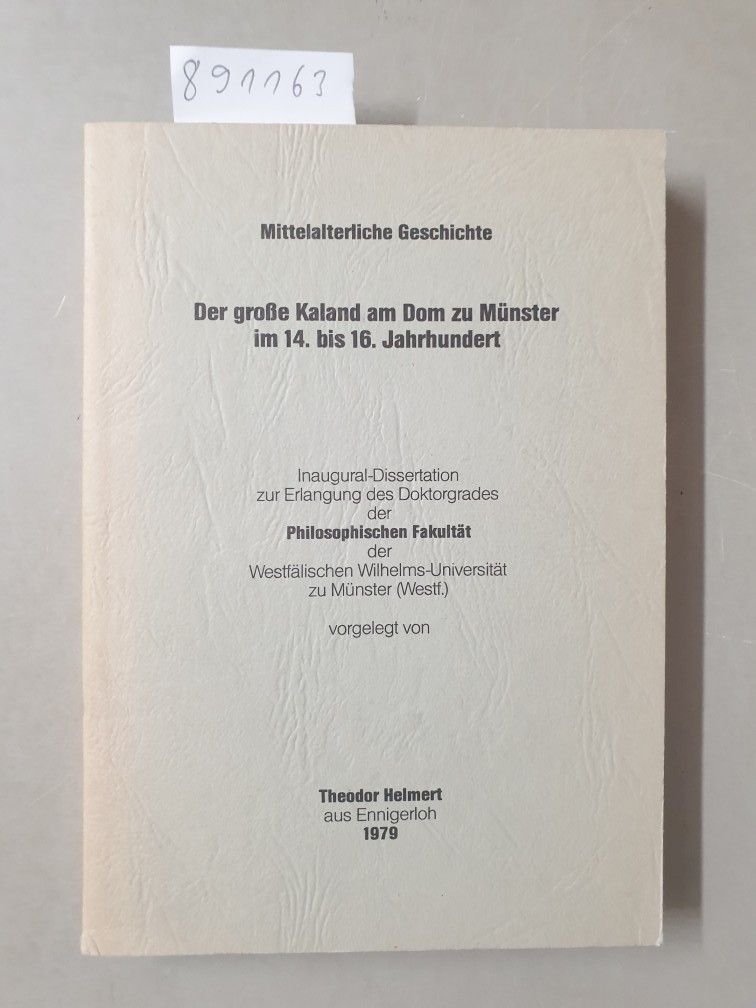 891163
Mittelalterliche Geschichte
Der große Kaland am Dom zu Münster
im 14. bis 16. Jahrhundert
Inaugural-Dissertation
zur Erlangung des Doktorgrades
der
Philosophischen Fakultät
der
Westfälischen Wilhelms-Universität
zu Münster (Westf.)
vorgelegt von
Theodor Helmert
aus Ennigerloh
1979